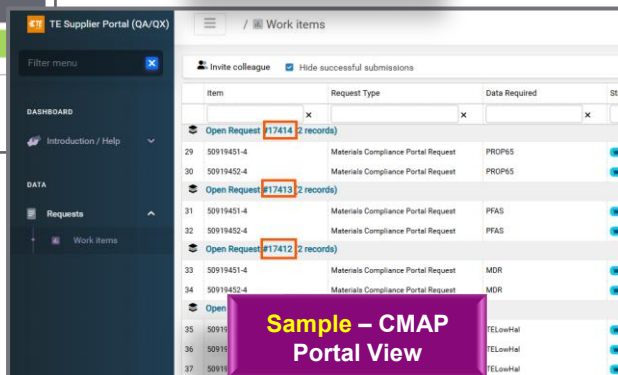 TE TE Supplier Portal (QA/QX)
/ Work items
Filter menu
Invite colleague Hide successful submissions
Item Request Type Data Required St
DASHBOARD
Introduction / Help
DATA
Requests
Work items
Open Request #17414 (2 records)
29 50919451-4 Materials Compliance Portal Request PROP65
30 50919452-4 Materials Compliance Portal Request PROP65
Open Request #17413 (2 records)
31 50919451-4 Materials Compliance Portal Request PFAS
32 50919452-4 Materials Compliance Portal Request PFAS
Open Request #17412 (2 records)
33 50919451-4 Materials Compliance Portal Request MDR
34 50919452-4 Materials Compliance Portal Request MDR
Open
35 50919 TELowHal
36 50919 TELowHal
37 50919 TELowHal
Sample – CMAP
Portal View